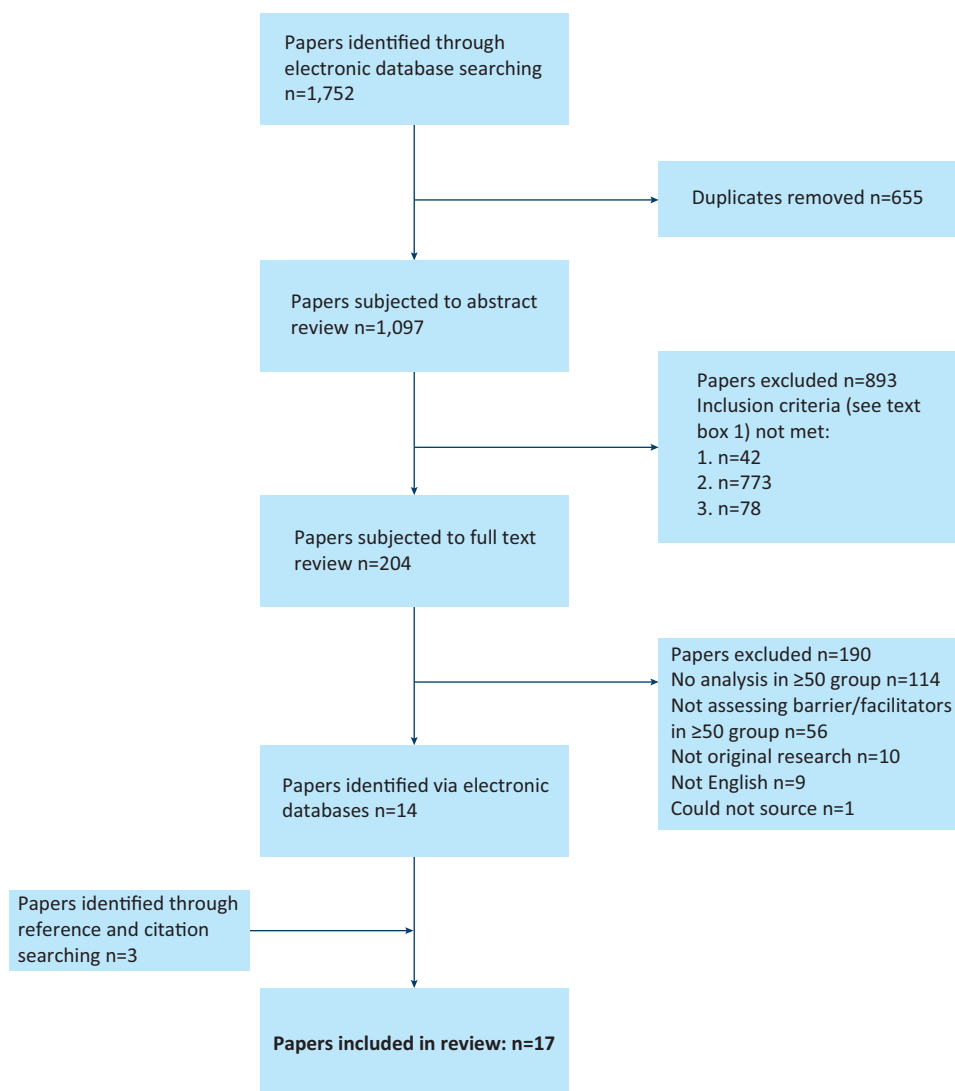 Papers identified through
electronic database searching
n=1,752
Duplicates removed n=655
Papers subjected to abstract
review n=1,097
Papers excluded n=893
Inclusion criteria (see text
box 1) not met:
1. n=42
2. n=773
3. n=78
Papers subjected to full text
review n=204
Papers excluded n=190
No analysis in ≥50 group n=114
Not assessing barrier/facilitators
in ≥50 group n=56
Not original research n=10
Not English n=9
Could not source n=1
Papers identified via electronic
databases n=14
Papers identified through
reference and citation
searching n=3
Papers included in review: n=17